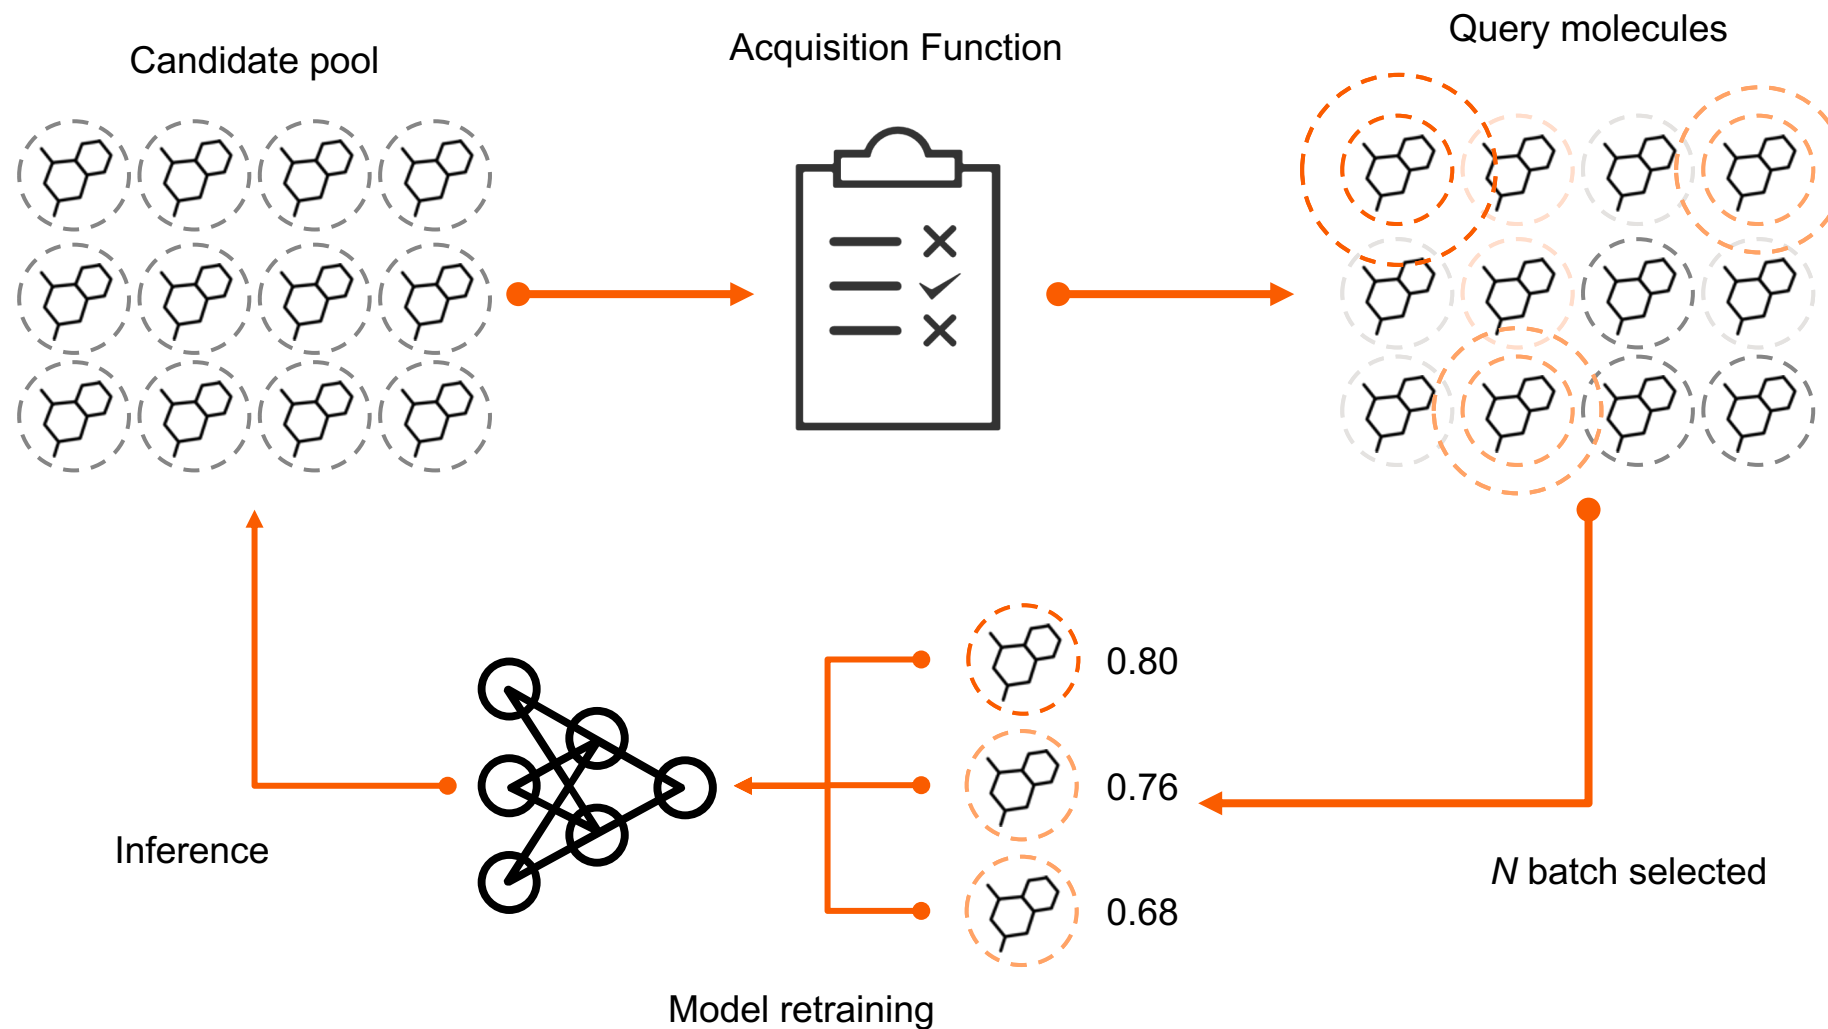 Candidate pool
Acquisition Function
Query molecules
0.80
0.76
0.68
Inference
N batch selected
Model retraining